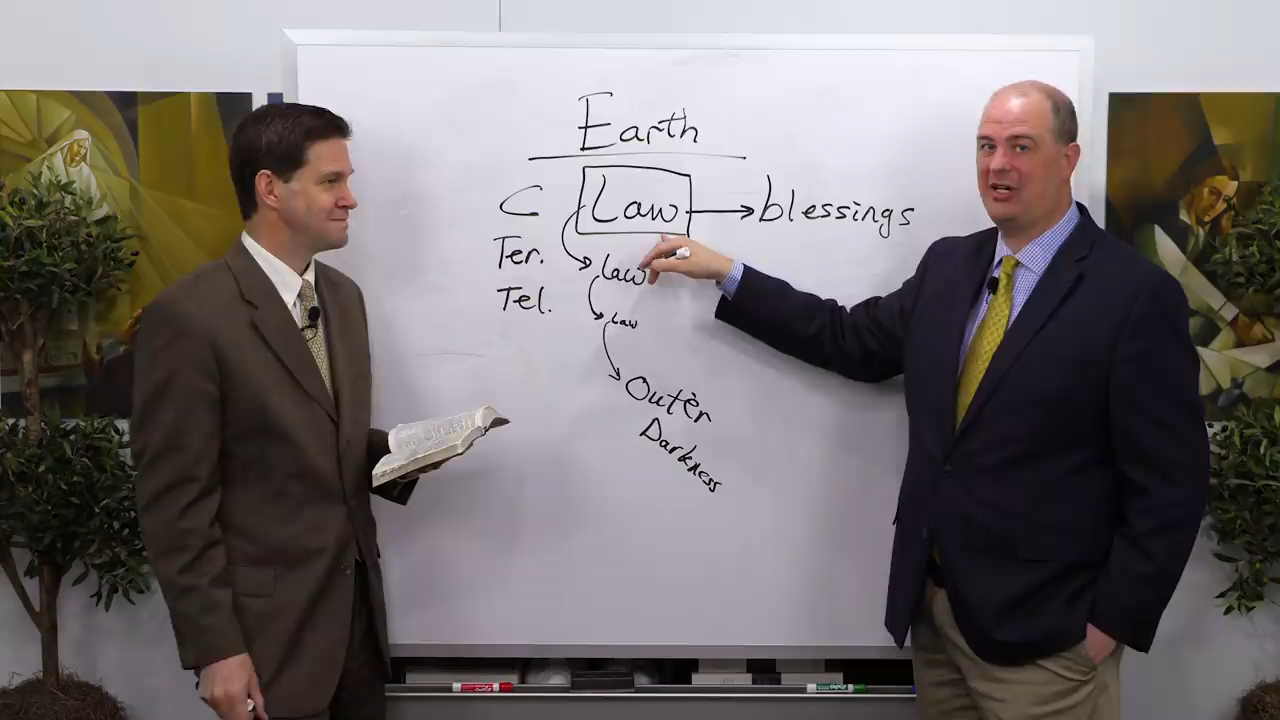 Earth
C Law → blessings
Ter. law
Tel. law
Outer
Darkness